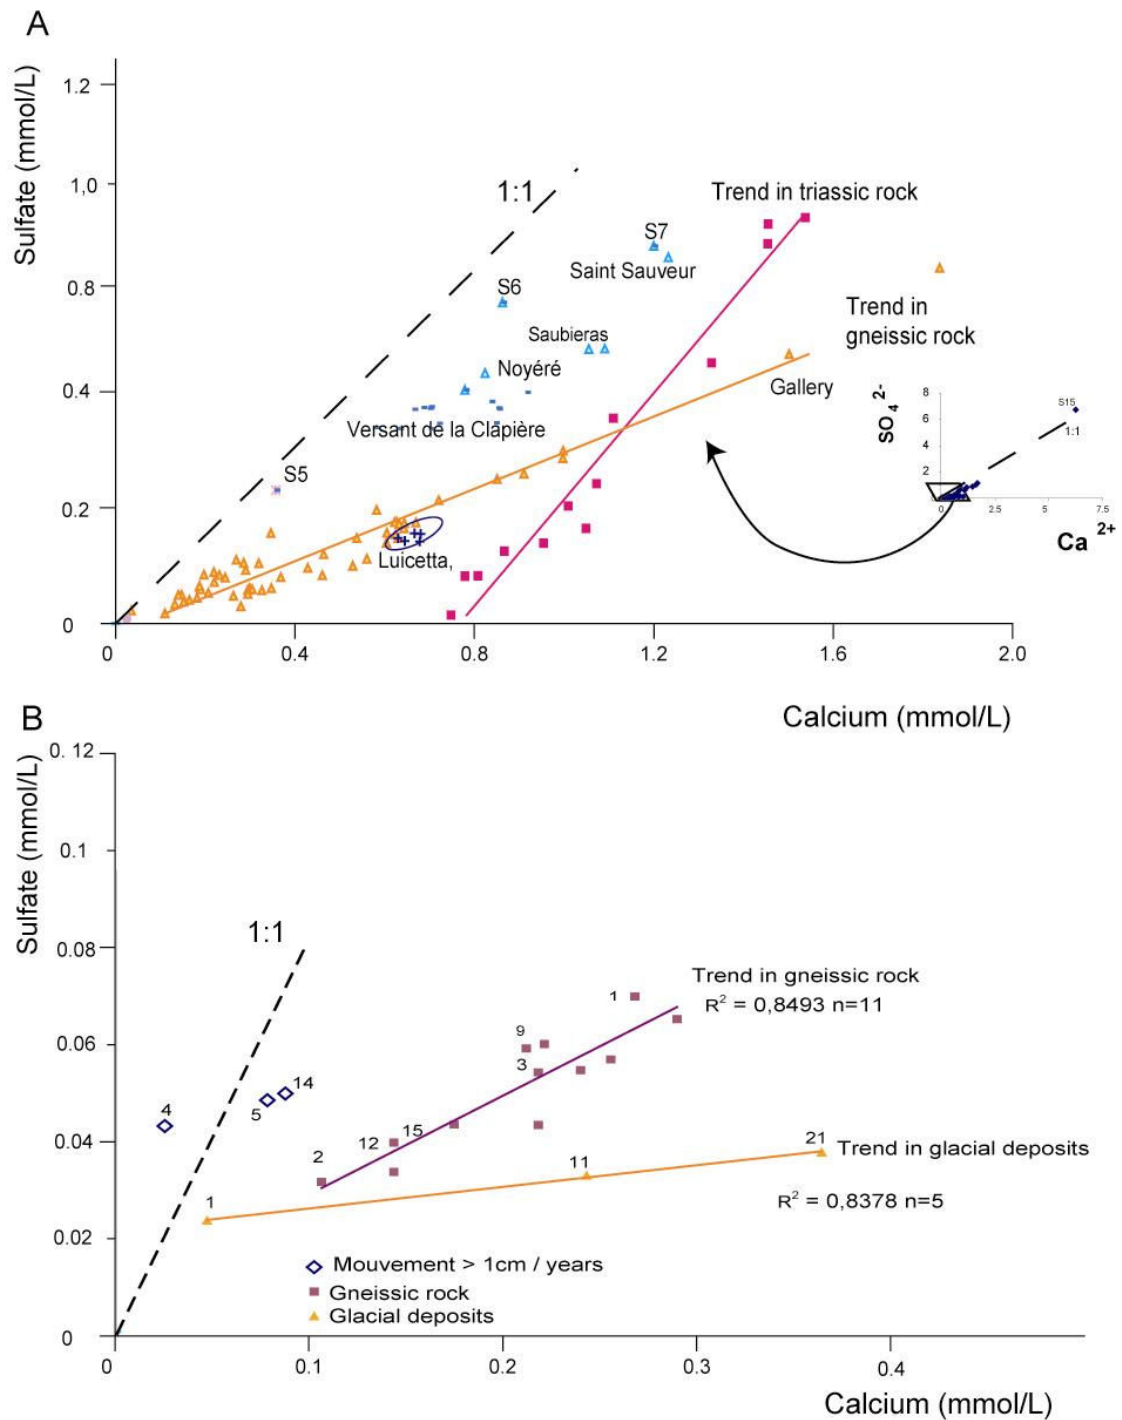 A
Sulfate (mmol/L)
1.2
1,0
0.8
0.4
0.2
0
1:1
Trend in triassic rock
S7
Saint Sauveur
S6
Saubieras
Noyéré
Versant de la Clapière
S5
Luicetta,
Trend in
gneissic rock
Gallery
SO4 2-
8
6
4
2
0
2.5
5
7.5
S15
1:1
Ca 2+
0
0.4
0.8
1.2
1.6
2.0
Calcium (mmol/L)
B
Sulfate (mmol/L)
0. 12
0.1
0.08
0.06
0.04
0.02
0
1:1
Trend in gneissic rock
R² = 0,8493 n=11
1
9
3
14
5
4
15
12
2
21
Trend in glacial deposits
11
R² = 0,8378 n=5
1
Mouvement > 1cm / years
Gneissic rock
Glacial deposits
0
0.1
0.2
0.3
0.4
Calcium (mmol/L)